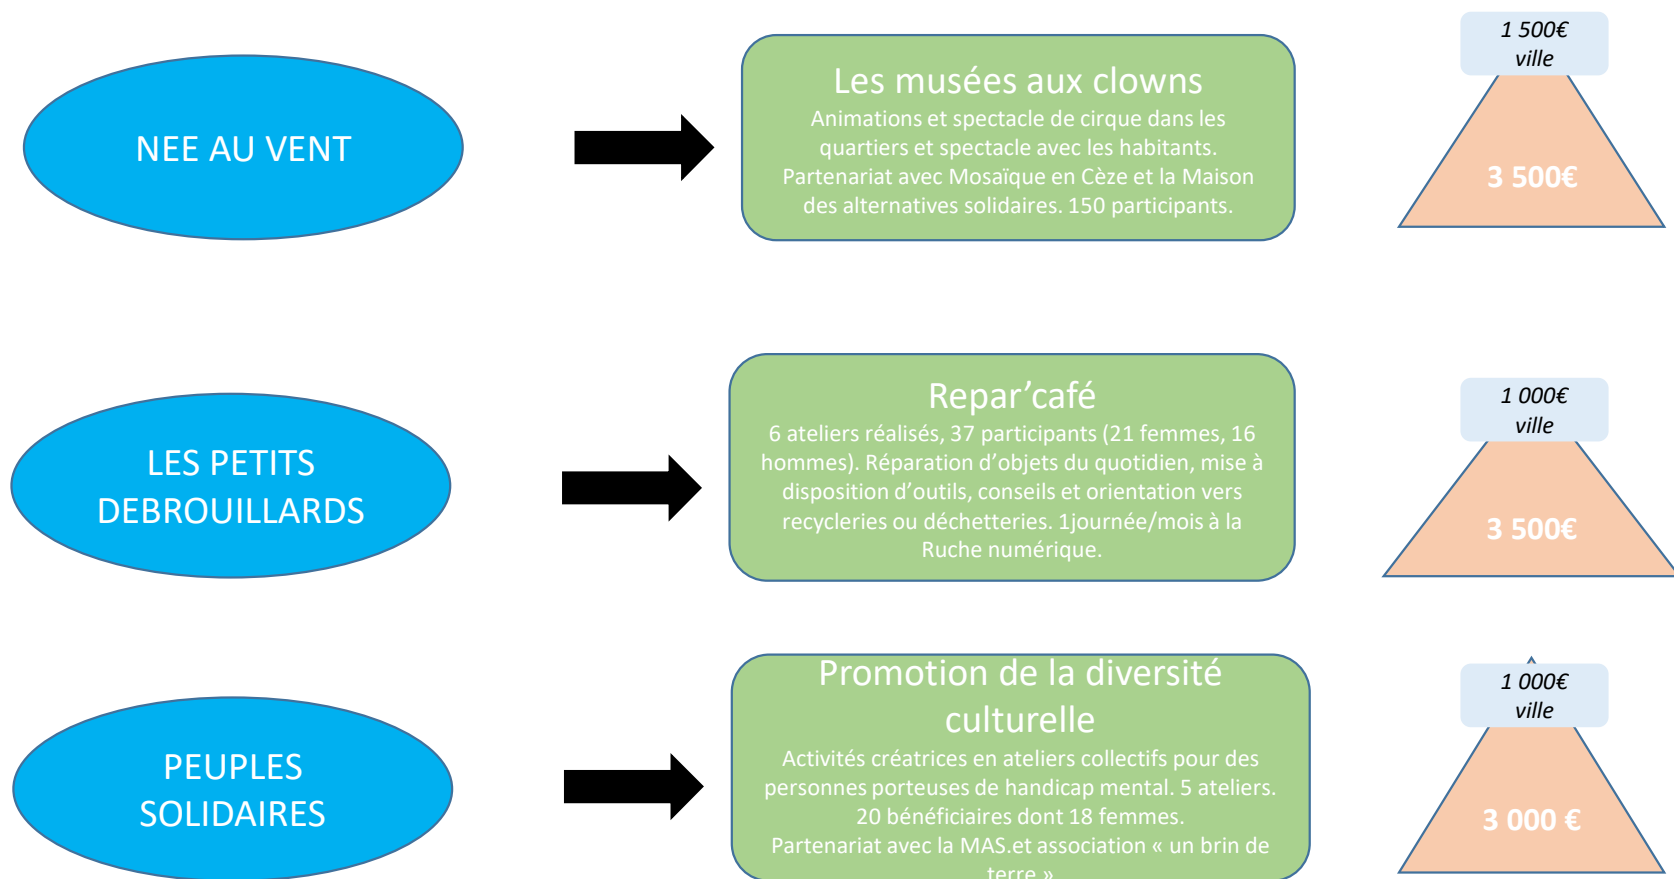 NEE AU VENT
Les musées aux clowns
Animations et spectacle de cirque dans les
quartiers et spectacle avec les habitants.
Partenariat avec Mosaïque en Cèze et la Maison
des alternatives solidaires. 150 participants.
1 500€
ville
3 500€
LES PETITS
DEBROUILLARDS
Repar’café
6 ateliers réalisés, 37 participants (21 femmes, 16
hommes). Réparation d’objets du quotidien, mise à
disposition d’outils, conseils et orientation vers
recycleries ou déchetteries. 1journée/mois à la
Ruche numérique.
1 000€
ville
3 500€
PEUPLES
SOLIDAIRES
Promotion de la diversité
culturelle
Activités créatrices en ateliers collectifs pour des
personnes porteuses de handicap mental. 5 ateliers.
20 bénéficiaires dont 18 femmes.
Partenariat avec la MAS.et association « un brin de
terre »
1 000€
ville
3 000 €